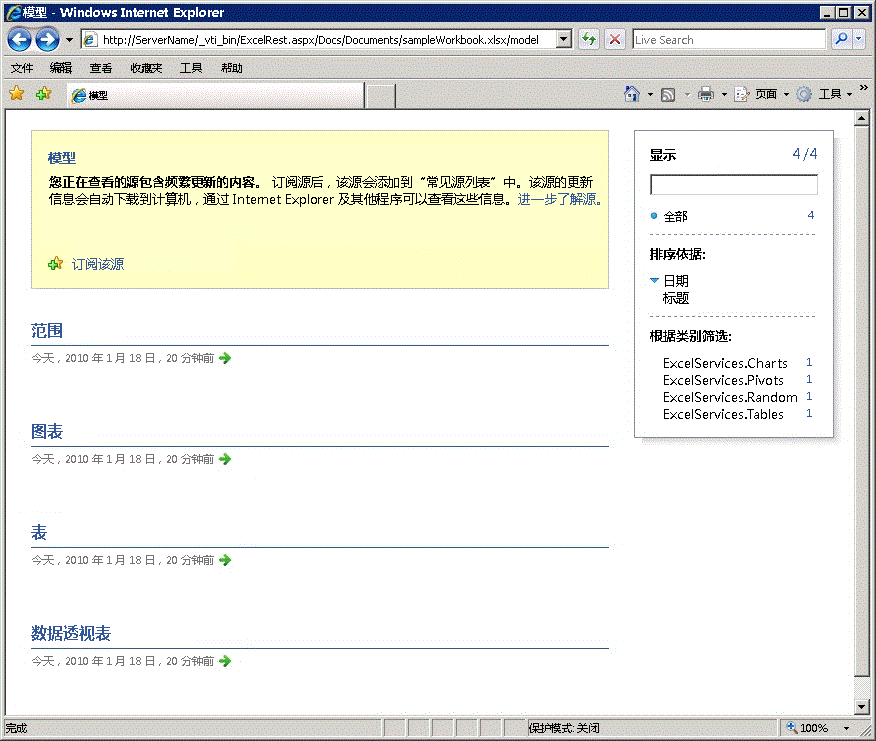 模型 - Windows Internet Explorer
http://ServerName/_vti_bin/ExcelRest.aspx/Docs/Documents/sampleWorkbook.xlsx/model
Live Search
文件 编辑 查看 收藏夹 工具 帮助
模型
页面 工具 »
模型
您正在查看的源包含频繁更新的内容。 订阅源后，该源会添加到“常见源列表”中。该源的更新
信息会自动下载到计算机，通过 Internet Explorer 及其他程序可以查看这些信息。进一步了解源。
订阅该源
范围
今天，2010 年 1 月 18 日，20 分钟前
图表
今天，2010 年 1 月 18 日，20 分钟前
表
今天，2010 年 1 月 18 日，20 分钟前
数据透视表
今天，2010 年 1 月 18 日，20 分钟前
显示 4 /4
全部 4
排序依据:
日期
标题
根据类别筛选:
ExcelServices.Charts 1
ExcelServices.Pivots 1
ExcelServices.Random 1
ExcelServices.Tables 1
完成 保护模式: 关闭 100%